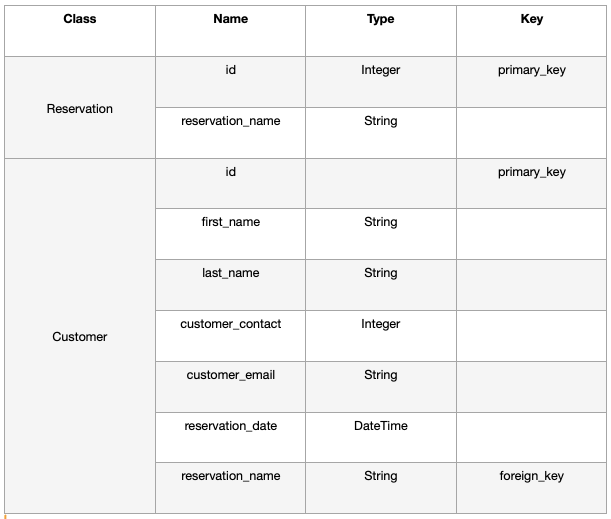 Class Name Type Key
Reservation
id Integer primary_key
reservation_name String
Customer
id primary_key
first_name String
last_name String
customer_contact Integer
customer_email String
reservation_date DateTime
reservation_name String foreign_key